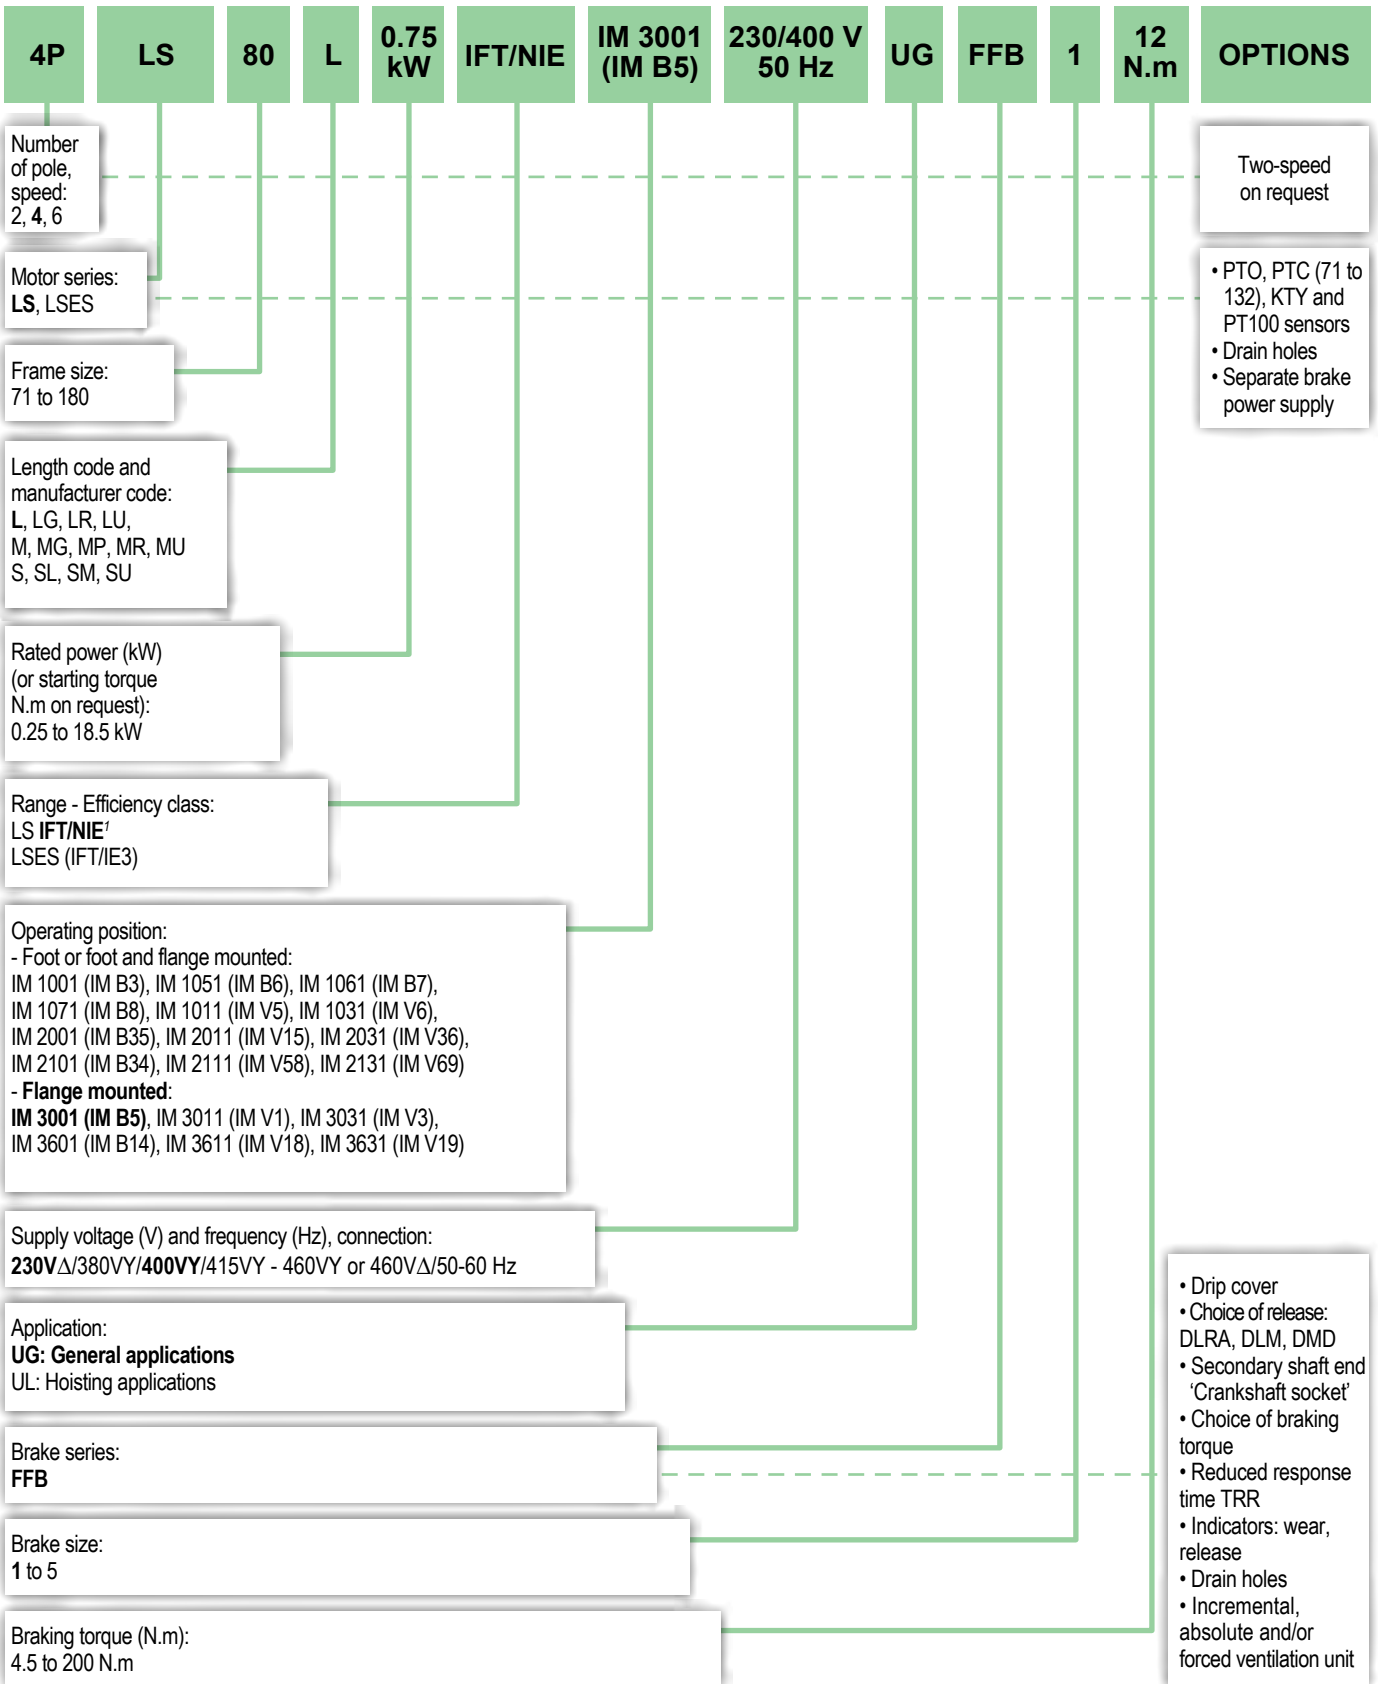 4P LS 80 L 0.75 kW IFT/NIE IM 3001 (IM B5) 230/400 V 50 Hz UG FFB 1 12 N.m OPTIONS
Number
of pole,
speed:
2, 4, 6
Two-speed
on request
Motor series:
LS, LSES
• PTO, PTC (71 to
132), KTY and
PT100 sensors
• Drain holes
• Separate brake
power supply
Frame size:
71 to 180
Length code and
manufacturer code:
L, LG, LR, LU,
M, MG, MP, MR, MU
S, SL, SM, SU
Rated power (kW)
(or starting torque
N.m on request):
0.25 to 18.5 kW
Range - Efficiency class:
LS IFT/NIE¹
LSES (IFT/IE3)
Operating position:
- Foot or foot and flange mounted:
IM 1001 (IM B3), IM 1051 (IM B6), IM 1061 (IM B7),
IM 1071 (IM B8), IM 1011 (IM V5), IM 1031 (IM V6),
IM 2001 (IM B35), IM 2011 (IM V15), IM 2031 (IM V36),
IM 2101 (IM B34), IM 2111 (IM V58), IM 2131 (IM V69)
- Flange mounted:
IM 3001 (IM B5), IM 3011 (IM V1), IM 3031 (IM V3),
IM 3601 (IM B14), IM 3611 (IM V18), IM 3631 (IM V19)
Supply voltage (V) and frequency (Hz), connection:
230VΔ/380VY/400VY/415VY - 460VY or 460VΔ/50-60 Hz
Application:
UG: General applications
UL: Hoisting applications
Brake series:
FFB
Brake size:
1 to 5
Braking torque (N.m):
4.5 to 200 N.m
• Drip cover
• Choice of release:
DLRA, DLM, DMD
• Secondary shaft end
‘Crankshaft socket’
• Choice of braking
torque
• Reduced response
time TRR
• Indicators: wear,
release
• Drain holes
• Incremental,
absolute and/or
forced ventilation unit